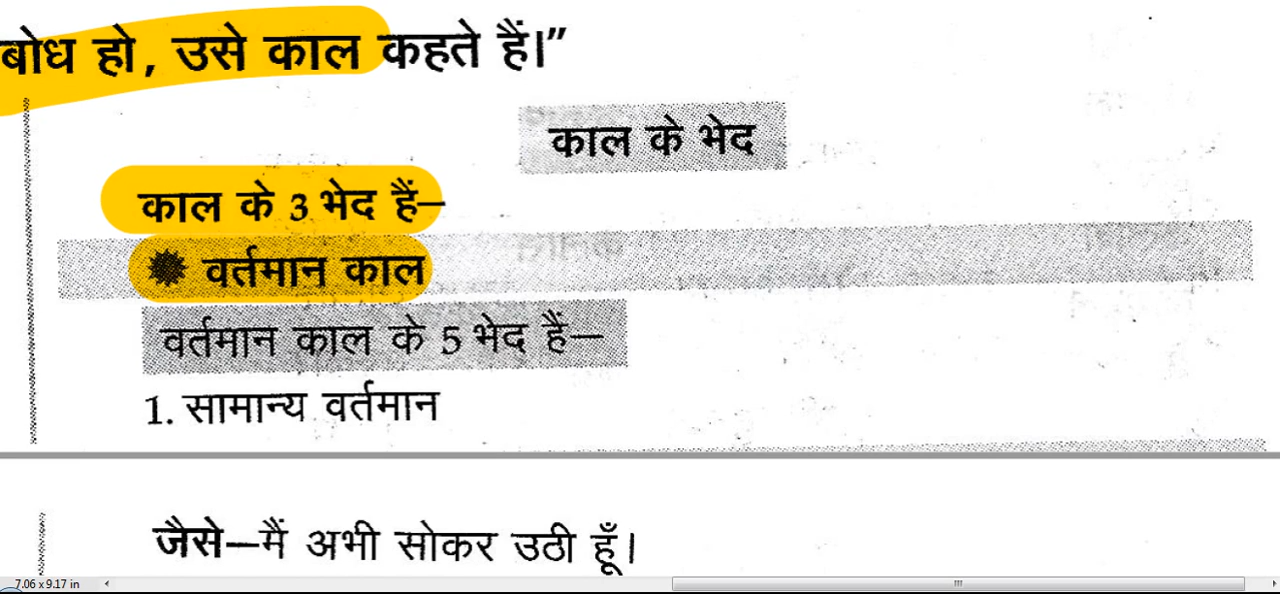 बोध हो, उसे काल कहते हैं।”
काल के भेद
काल के 3 भेद हैं—
वर्तमान काल
वर्तमान काल के 5 भेद हैं—
1. सामान्य वर्तमान
जैसे—मैं अभी सोकर उठी हूँ।
7.06 x 9.17 in